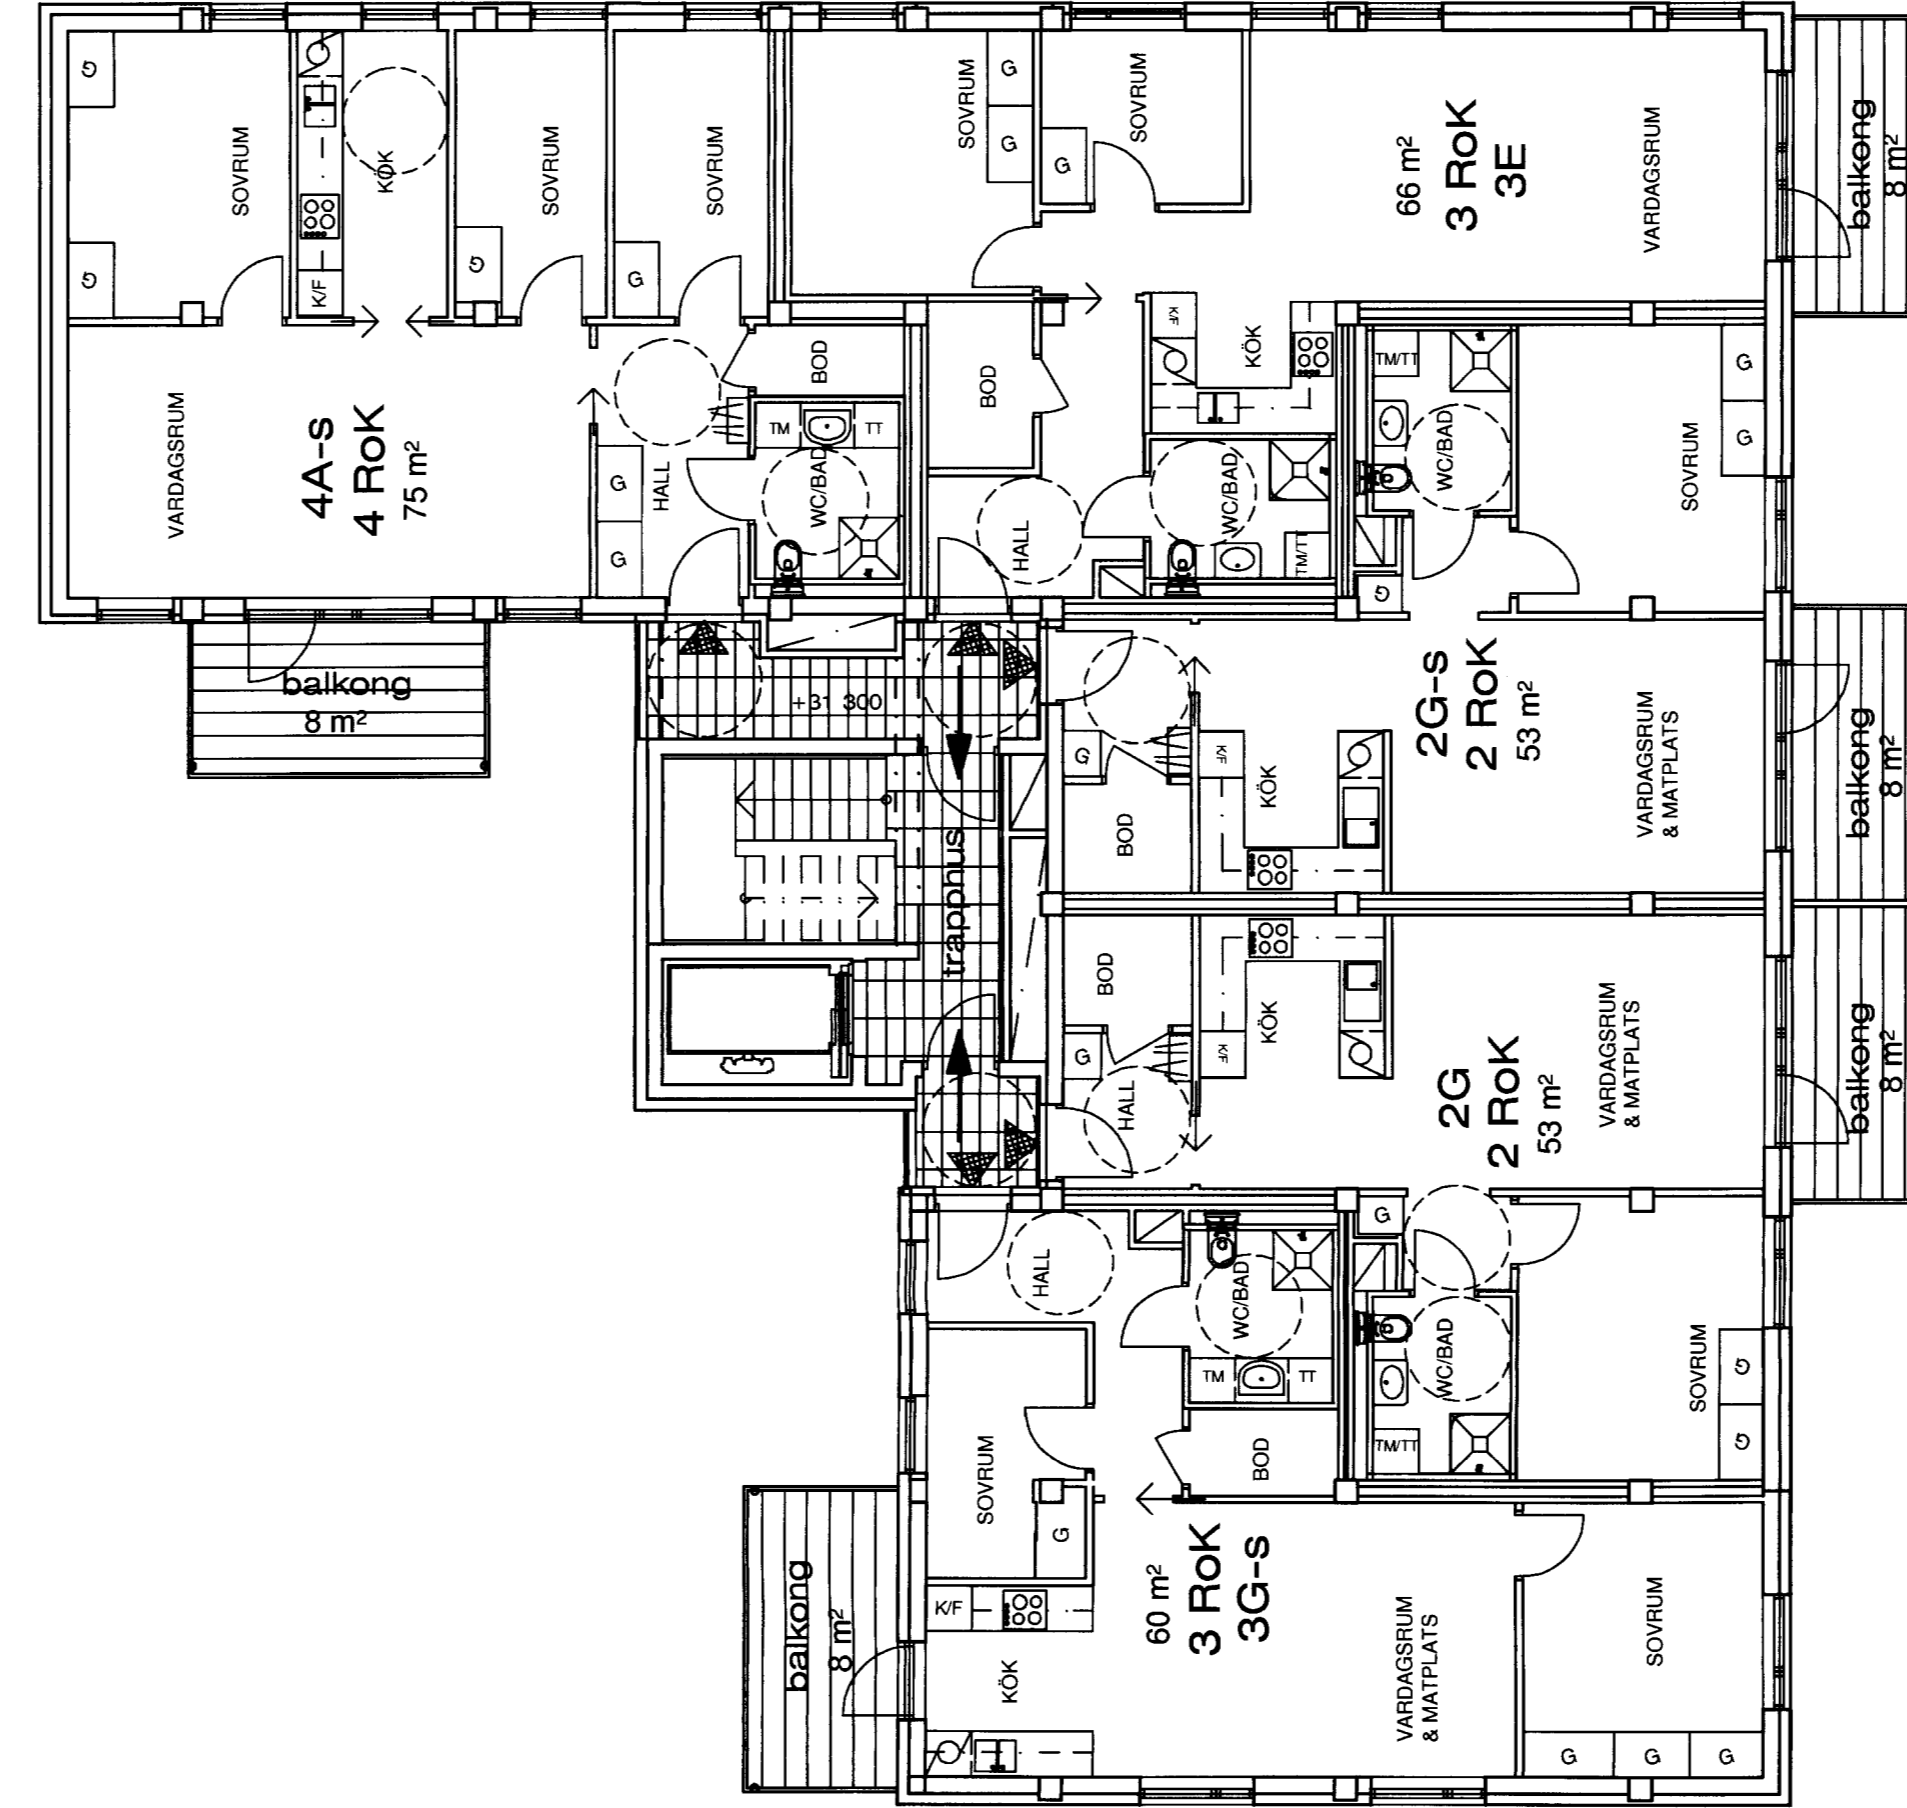 G
SOVRUM
G
K/F
KÖK
SOVRUM
G
SOVRUM
G
VARDAGSRUM
4A-s
4 RoK
75 m²
HALL
G
G
BOD
TM
TT
WC/BAD
balkong
8 m²
SOVRUM
G
G
SOVRUM
G
66 m²
3 RoK
3E
VARDAGSRUM
balkong
8 m²
BOD
K/F
KÖK
HALL
WC/BAD
TM/TT
TM/TT
WC/BAD
SOVRUM
G
G
G
+31 300
trapphus
G
BOD
K/F
KÖK
2G-s
2 RoK
53 m²
VARDAGSRUM
& MATPLATS
balkong
8 m²
BOD
G
HALL
K/F
KÖK
2G
2 RoK
53 m²
VARDAGSRUM
& MATPLATS
balkong
8 m²
G
WC/BAD
TM/TT
SOVRUM
G
G
HALL
WC/BAD
TM
TT
SOVRUM
G
BOD
K/F
KÖK
60 m²
3 RoK
3G-s
VARDAGSRUM
& MATPLATS
SOVRUM
G
G
G
balkong
8 m²